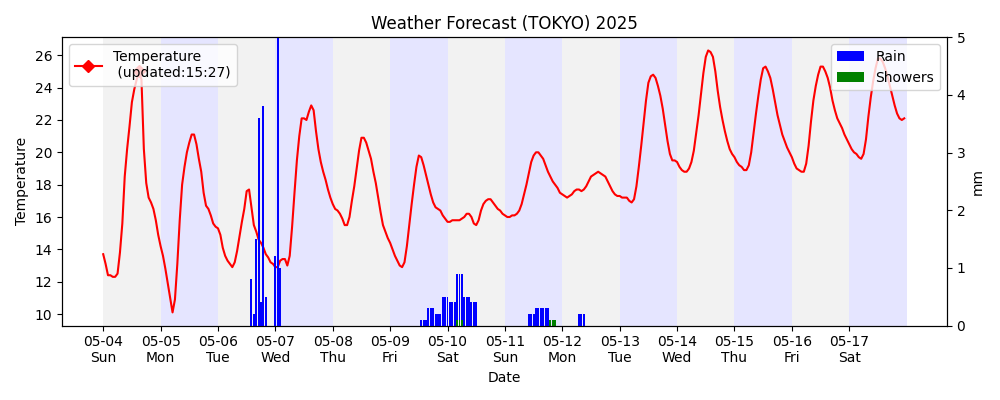 Weather Forecast (TOKYO) 2025
Temperature
(updated:15:27)
Rain
Showers
26
24
22
20
18
16
14
12
10
Temperature
5
4
3
2
1
0
mm
05-04 05-05 05-06 05-07 05-08 05-09 05-10 05-11 05-12 05-13 05-14 05-15 05-16 05-17
Sun Mon Tue Wed Thu Fri Sat Sun Mon Tue Wed Thu Fri Sat
Date